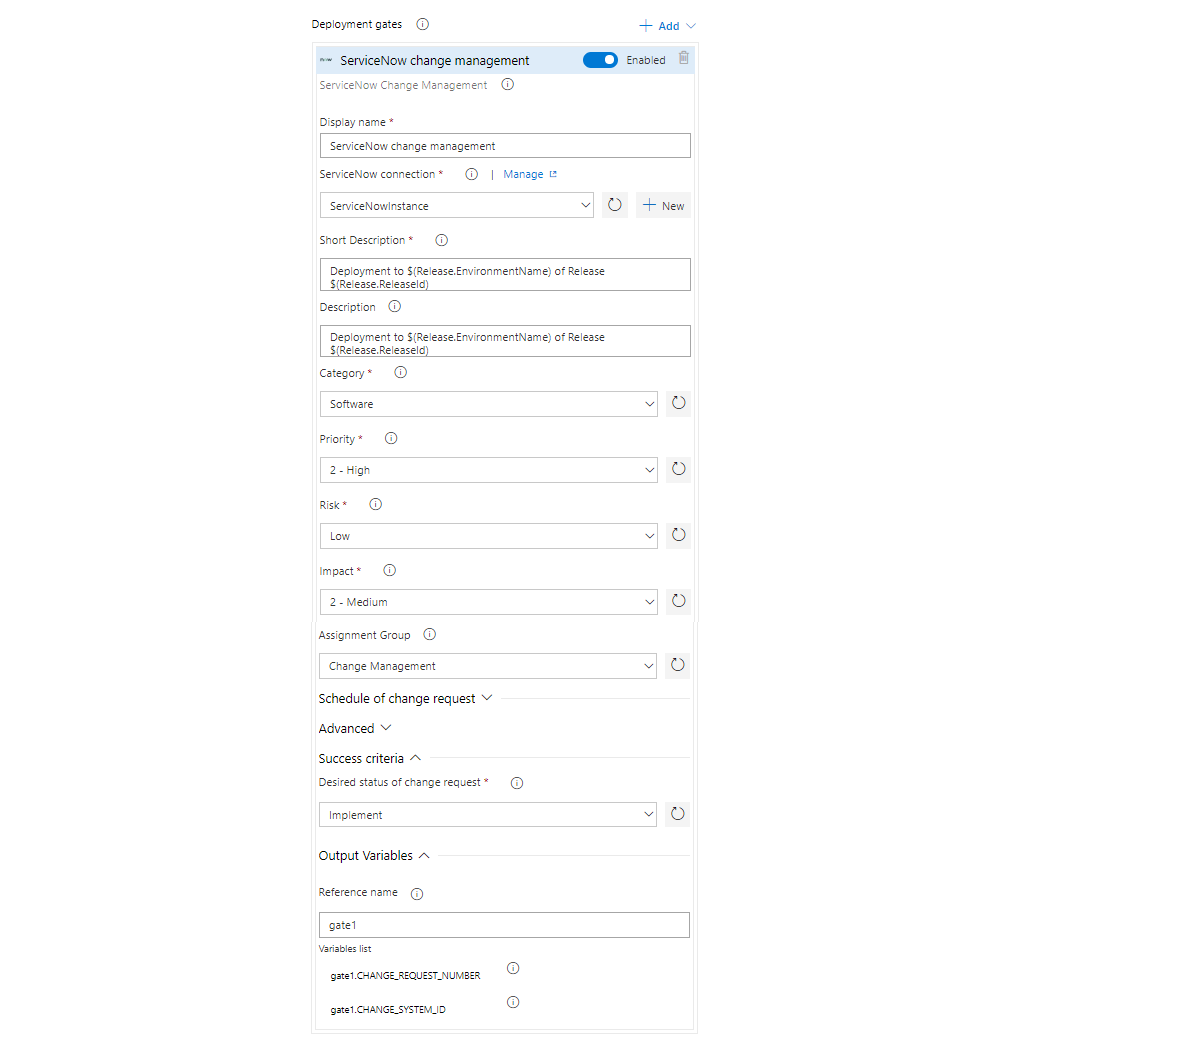 Deployment gates
Add
ServiceNow change management
Enabled
ServiceNow Change Management
Display name *
ServiceNow change management
ServiceNow connection * | Manage
ServiceNowInstance
New
Short Description *
Deployment to $(Release.EnvironmentName) of Release
$(Release.ReleaseId)
Description
Deployment to $(Release.EnvironmentName) of Release
$(Release.ReleaseId)
Category *
Software
Priority *
2 - High
Risk *
Low
Impact *
2 - Medium
Assignment Group
Change Management
Schedule of change request
Advanced
Success criteria
Desired status of change request *
Implement
Output Variables
Reference name
gate1
Variables list
gate1.CHANGE_REQUEST_NUMBER
gate1.CHANGE_SYSTEM_ID